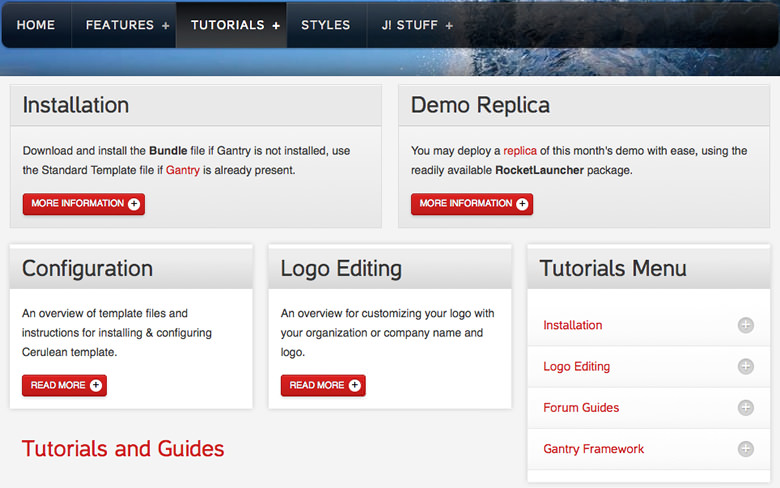 HOME FEATURES + TUTORIALS + STYLES J! STUFF +
Installation
Download and install the Bundle file if Gantry is not installed, use
the Standard Template file if Gantry is already present.
MORE INFORMATION +
Demo Replica
You may deploy a replica of this month's demo with ease, using the
readily available RocketLauncher package.
MORE INFORMATION +
Configuration
An overview of template files and
instructions for installing & configuring
Cerulean template.
READ MORE +
Logo Editing
An overview for customizing your logo with
your organization or company name and
logo.
READ MORE +
Tutorials Menu
Installation +
Logo Editing +
Forum Guides +
Gantry Framework +
Tutorials and Guides